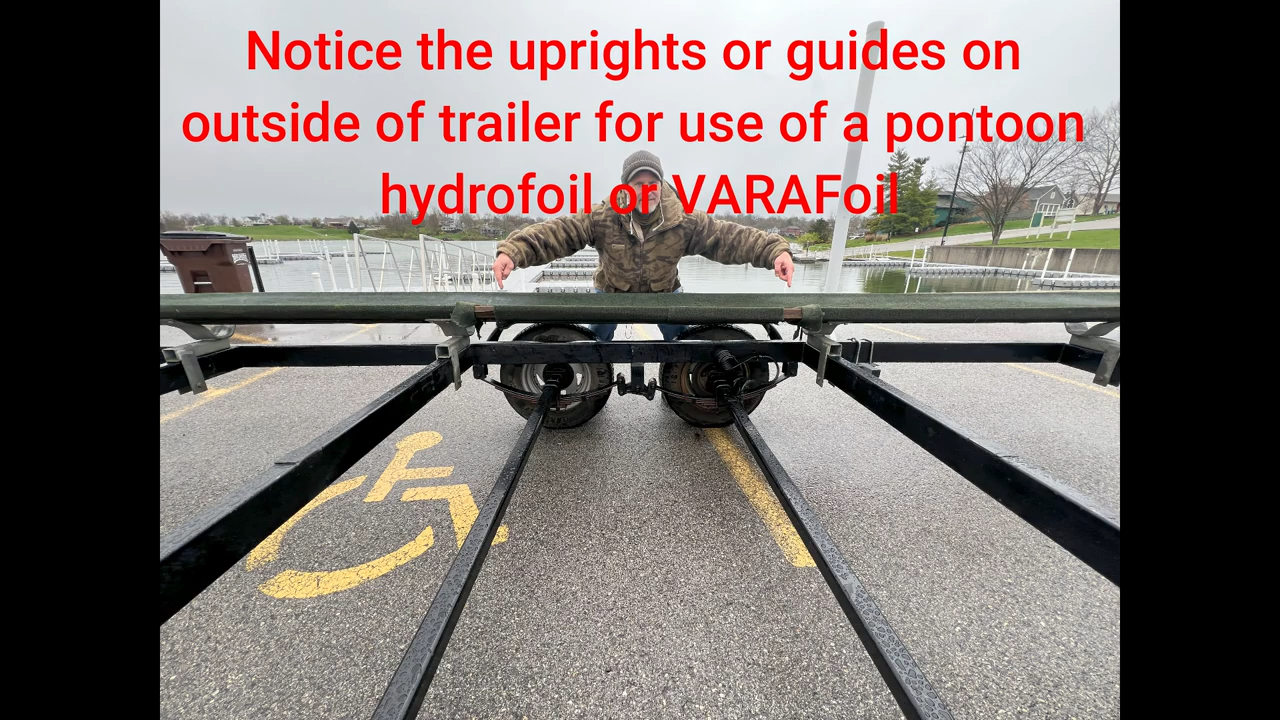 Notice the uprights or guides on
outside of trailer for use of a pontoon
hydrofoil or VARAFoil